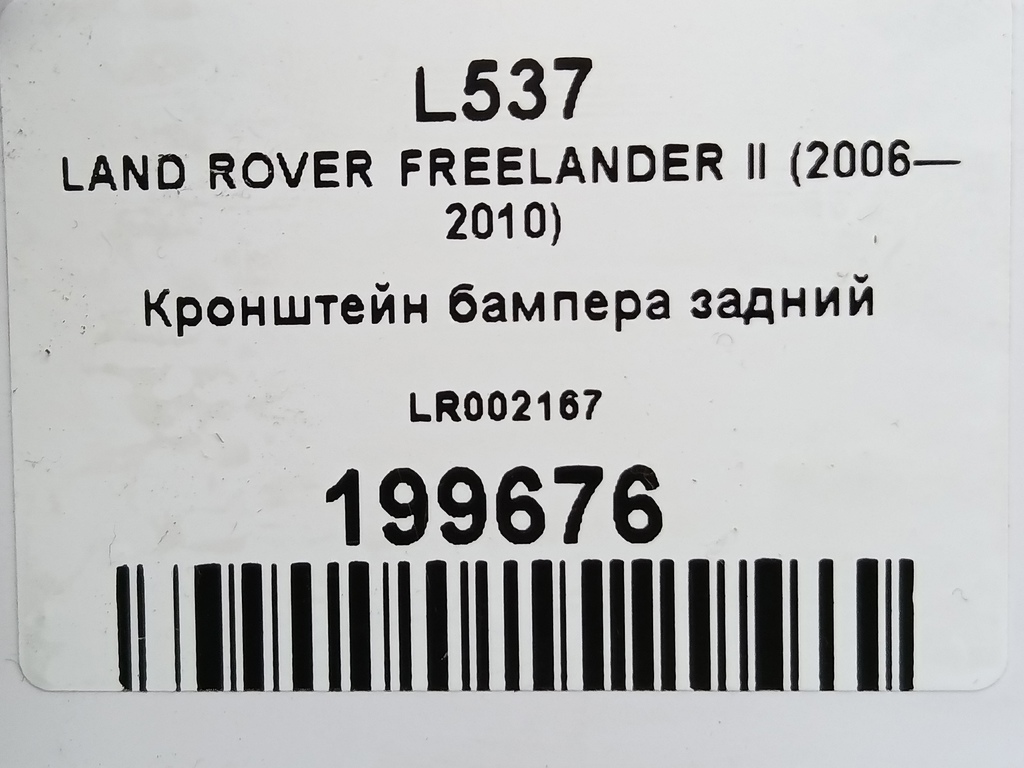 L537
LAND ROVER FREELANDER II (2006—
2010)
Кронштейн бампера задний
LR002167
199676